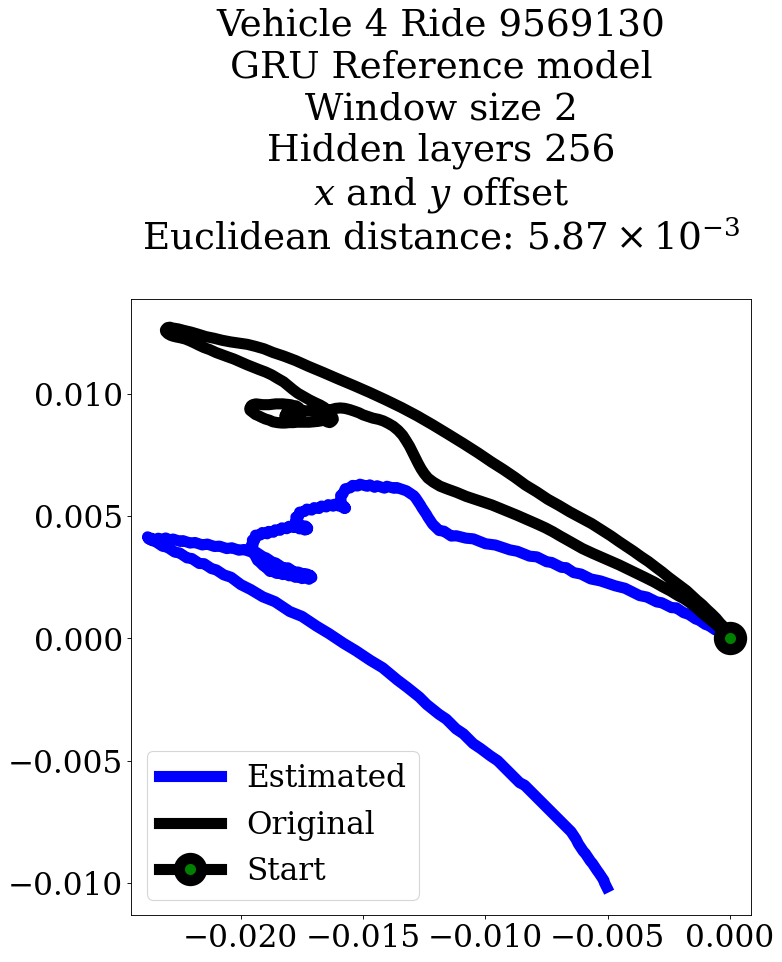 Vehicle 4 Ride 9569130
GRU Reference model
Window size 2
Hidden layers 256
x and y offset
Euclidean distance: 5.87 × 10⁻³
0.010
0.005
0.000
−0.005
−0.010
Estimated
Original
Start
−0.020 −0.015 −0.010 −0.005 0.000